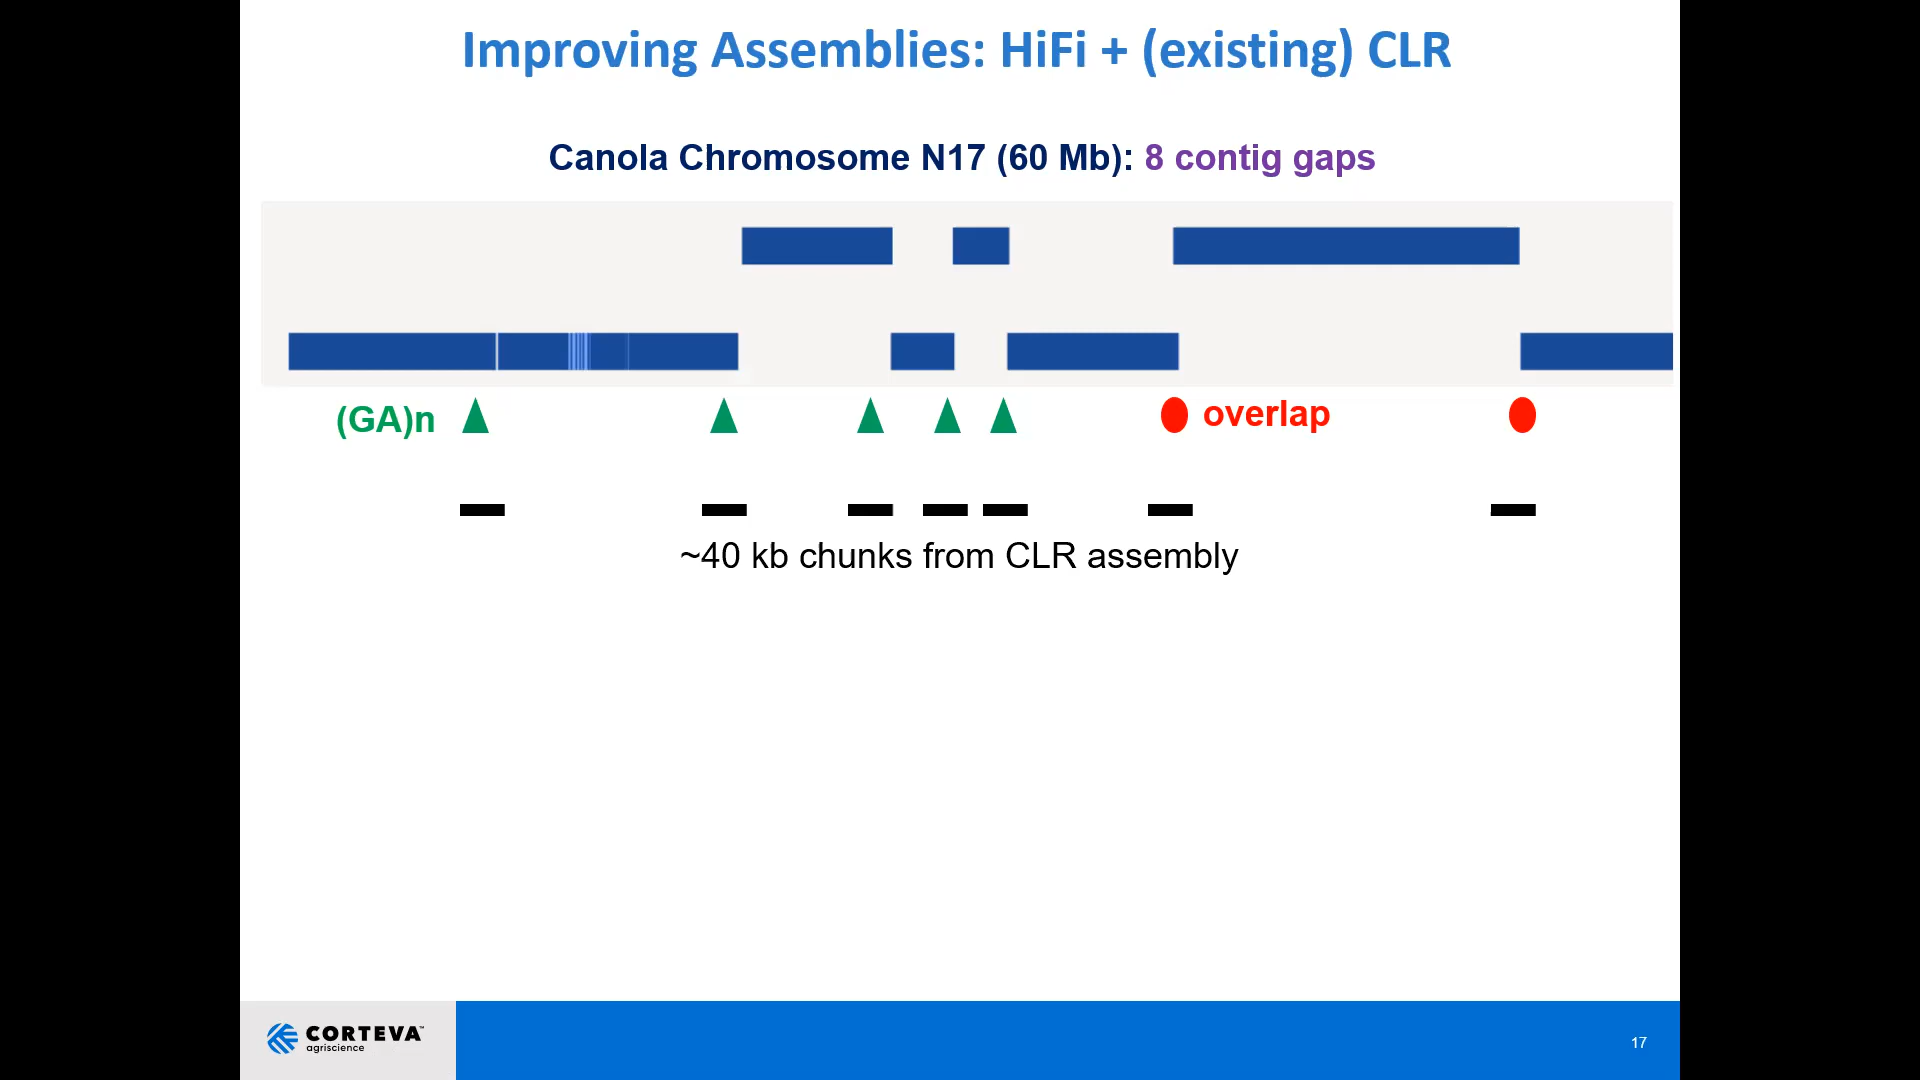 Improving Assemblies: HiFi + (existing) CLR
Canola Chromosome N17 (60 Mb): 8 contig gaps
(GA)n
overlap
~40 kb chunks from CLR assembly
CORTEVA™
agriscience
17